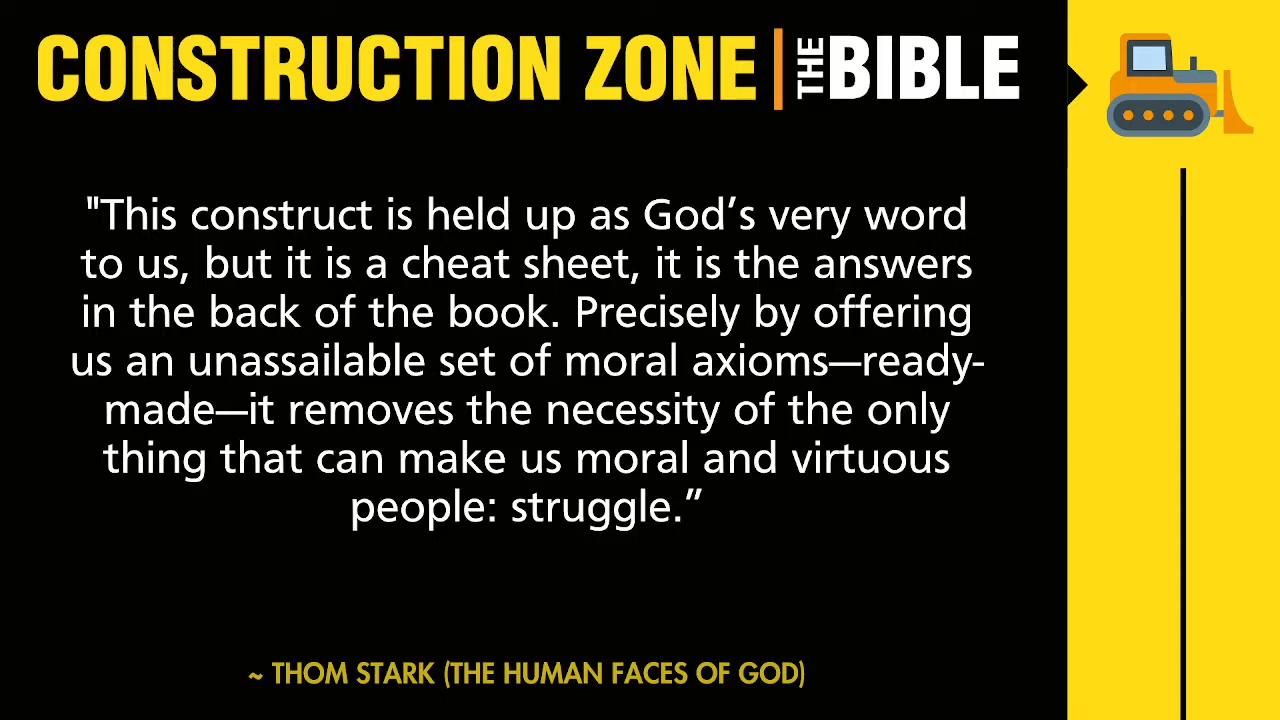 CONSTRUCTION ZONE | THE BIBLE
"This construct is held up as God’s very word
to us, but it is a cheat sheet, it is the answers
in the back of the book. Precisely by offering
us an unassailable set of moral axioms—ready-
made—it removes the necessity of the only
thing that can make us moral and virtuous
people: struggle.”
~ THOM STARK (THE HUMAN FACES OF GOD)